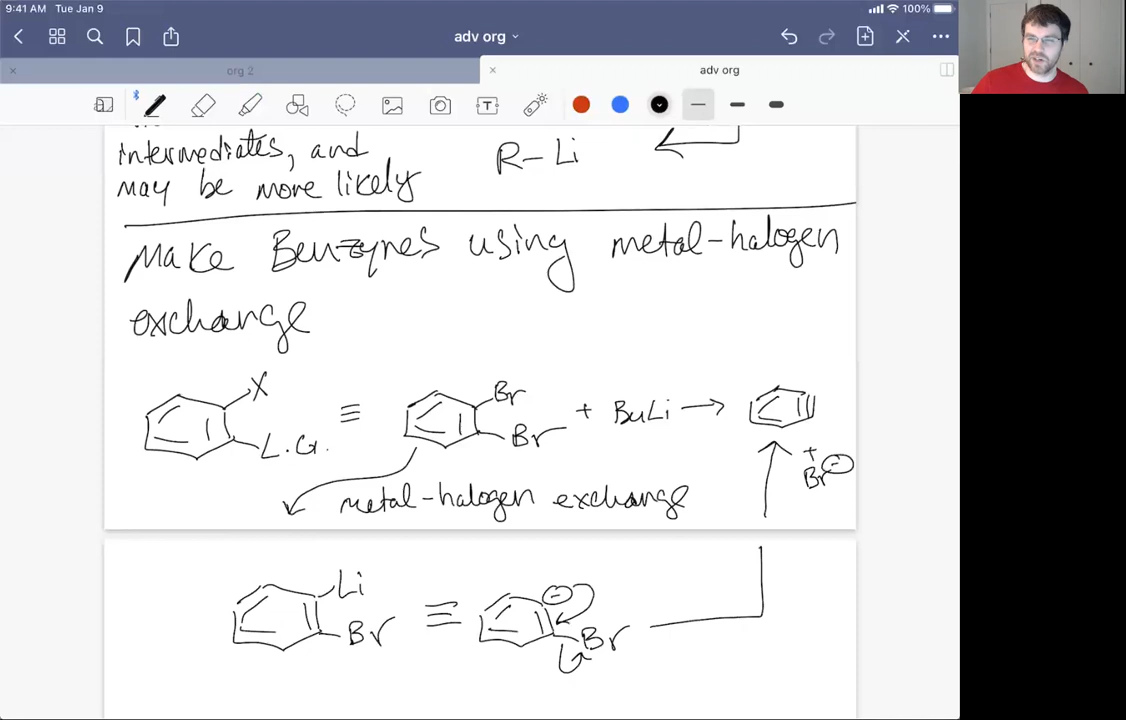 9:41 AM Tue Jan 9
100%
adv org
org 2
adv org
T
intermediates, and
may be more likely
R-Li
Make Benzynes using metal-halogen
exchange
X
L.G.
≡
Br
Br
+ BuLi →
+
Br⊖
metal-halogen exchange
Li
Br
≡
⊖
Br